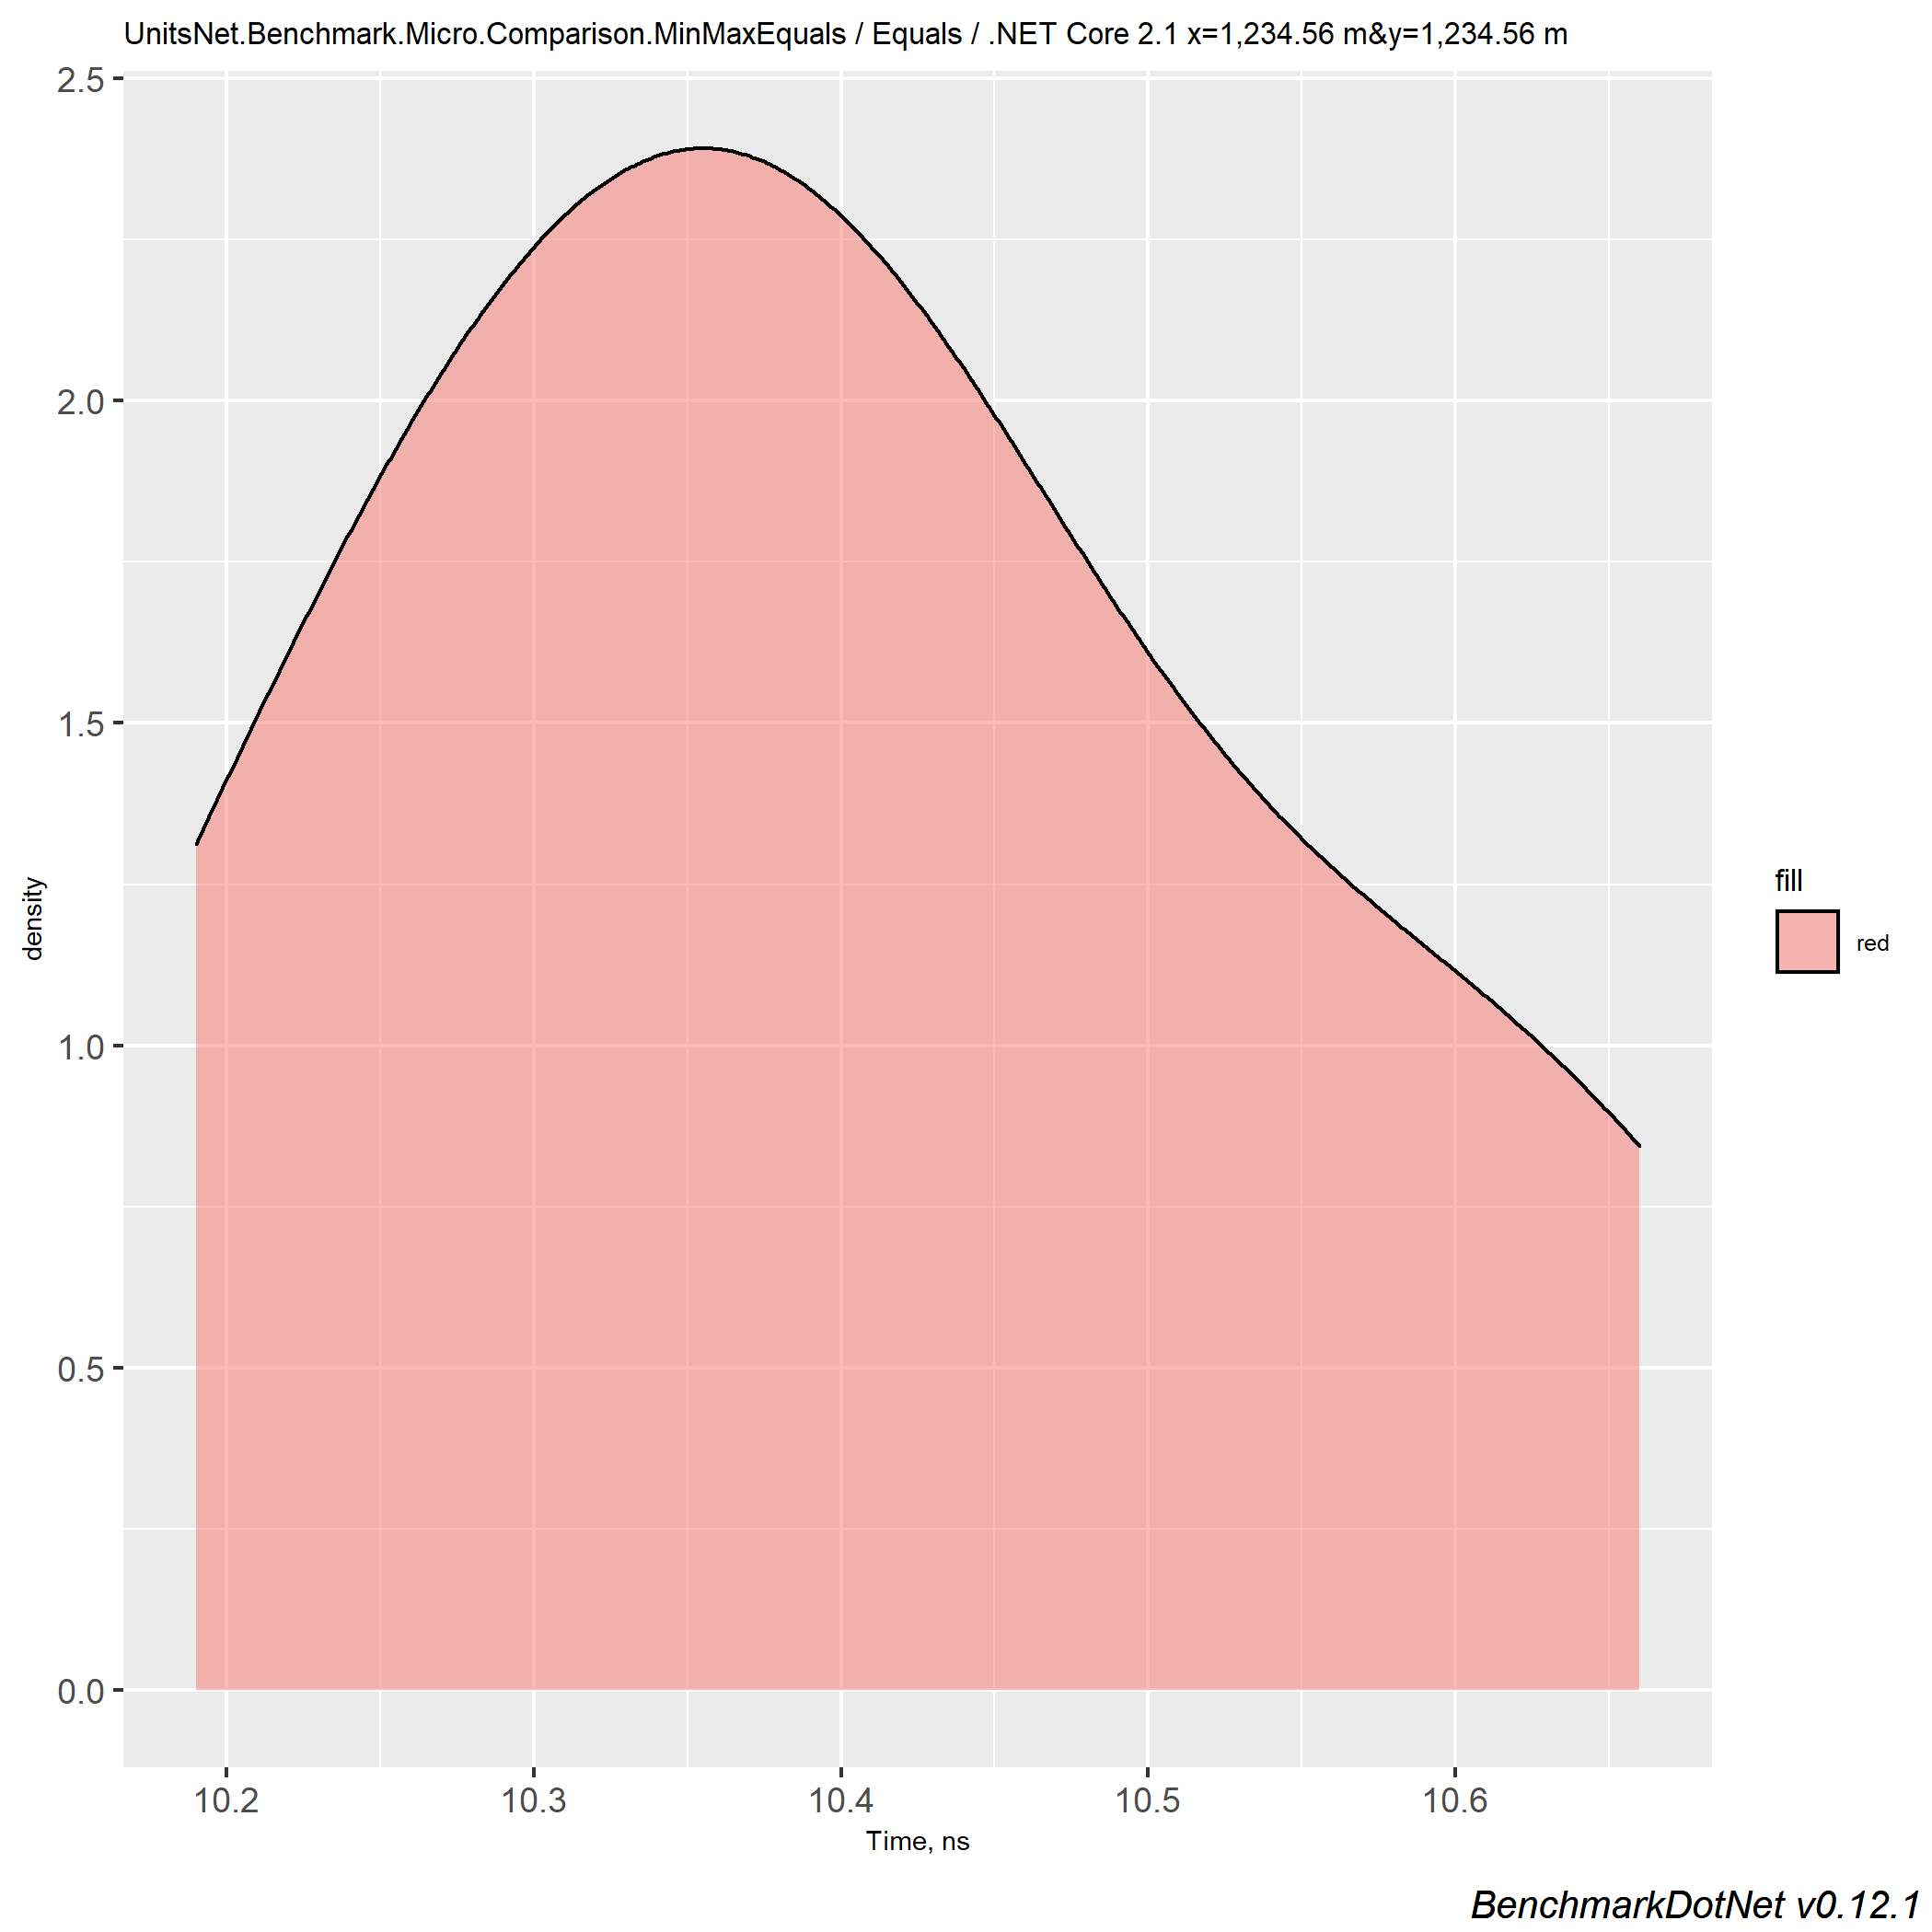 UnitsNet.Benchmark.Micro.Comparison.MinMaxEquals / Equals / .NET Core 2.1 x=1,234.56 m&y=1,234.56 m
2.5
2.0
1.5
1.0
0.5
0.0
density
10.2 10.3 10.4 10.5 10.6
Time, ns
fill
red
BenchmarkDotNet v0.12.1